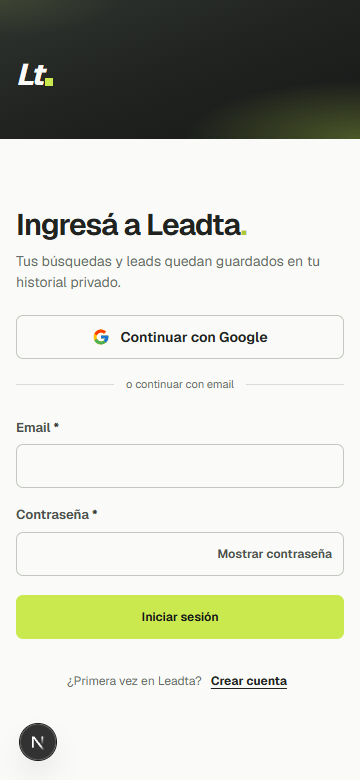 Lt.
Ingresá a Leadta.
Tus búsquedas y leads quedan guardados en tu
historial privado.
Continuar con Google
o continuar con email
Email *
Contraseña *
Mostrar contraseña
Iniciar sesión
¿Primera vez en Leadta? Crear cuenta
N